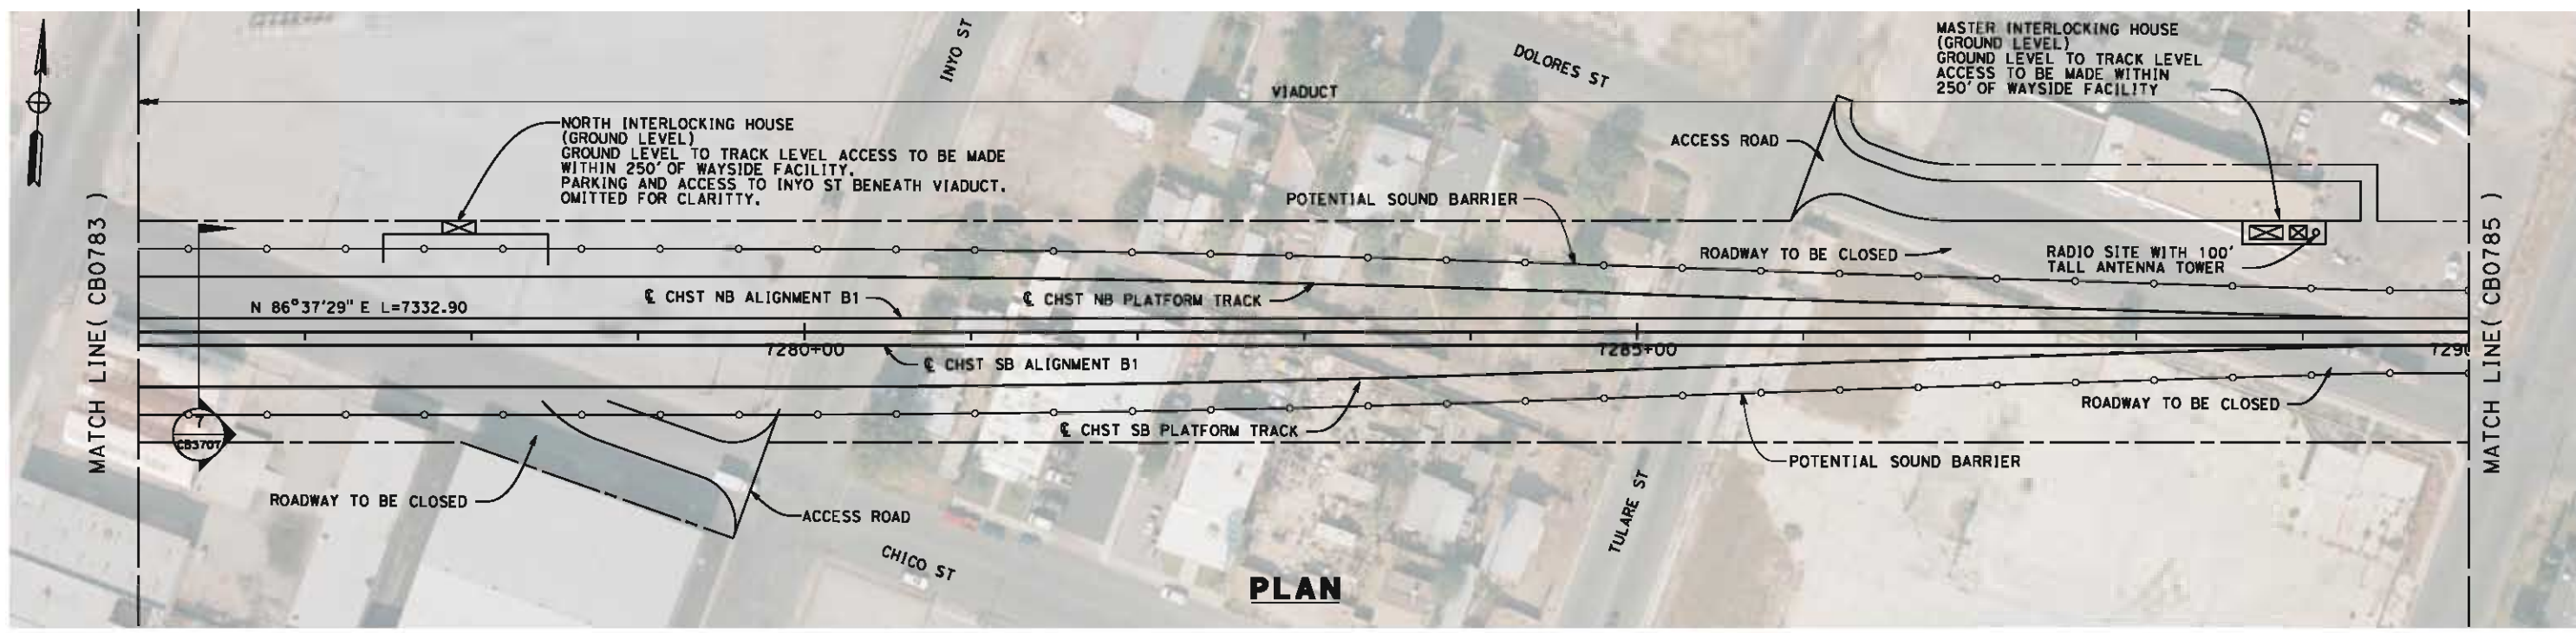 INYO ST
DOLORES ST
MASTER INTERLOCKING HOUSE
(GROUND LEVEL)
GROUND LEVEL TO TRACK LEVEL
ACCESS TO BE MADE WITHIN
250' OF WAYSIDE FACILITY
VIADUCT
NORTH INTERLOCKING HOUSE
(GROUND LEVEL)
GROUND LEVEL TO TRACK LEVEL ACCESS TO BE MADE
WITHIN 250' OF WAYSIDE FACILITY.
PARKING AND ACCESS TO INYO ST BENEATH VIADUCT.
OMITTED FOR CLARITTY.
ACCESS ROAD
POTENTIAL SOUND BARRIER
ROADWAY TO BE CLOSED
RADIO SITE WITH 100'
TALL ANTENNA TOWER
MATCH LINE( CB0783 )
MATCH LINE( CB0785 )
N 86°37'29" E L=7332.90
℄ CHST NB ALIGNMENT B1
℄ CHST NB PLATFORM TRACK
7280+00
7285+00
℄ CHST SB ALIGNMENT B1
ROADWAY TO BE CLOSED
7
CB3707
℄ CHST SB PLATFORM TRACK
POTENTIAL SOUND BARRIER
ROADWAY TO BE CLOSED
ACCESS ROAD
TULARE ST
CHICO ST
PLAN